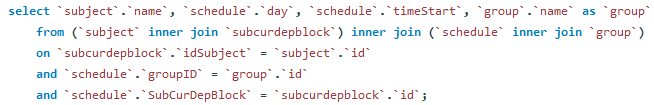 select `subject`.`name`, `schedule`.`day`, `schedule`.`timeStart`, `group`.`name` as `group`
from (`subject` inner join `subcurdepblock`) inner join (`schedule` inner join `group`)
on `subcurdepblock`.`idSubject` = `subject`.`id`
and `schedule`.`groupID` = `group`.`id`
and `schedule`.`SubCurDepBlock` = `subcurdepblock`.`id`;